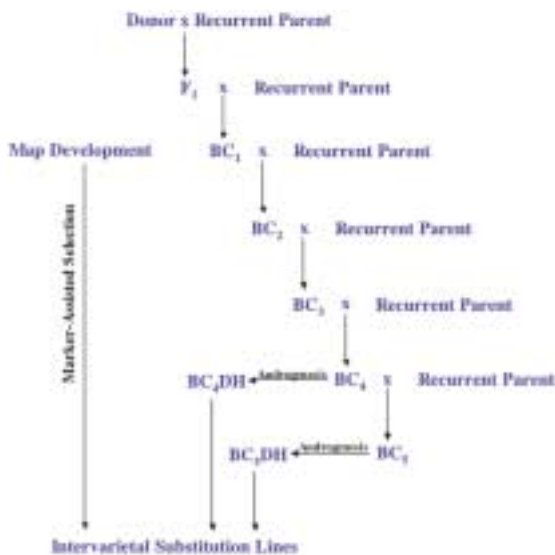 Donor x Recurrent Parent
F₁ x Recurrent Parent
Map Development BC₁ x Recurrent Parent
Marker-Assisted Selection
BC₂ x Recurrent Parent
BC₃ x Recurrent Parent
BC₄DH Androgenesis BC₄ x Recurrent Parent
BC₅DH Androgenesis BC₅
Intervarietal Substitution Lines